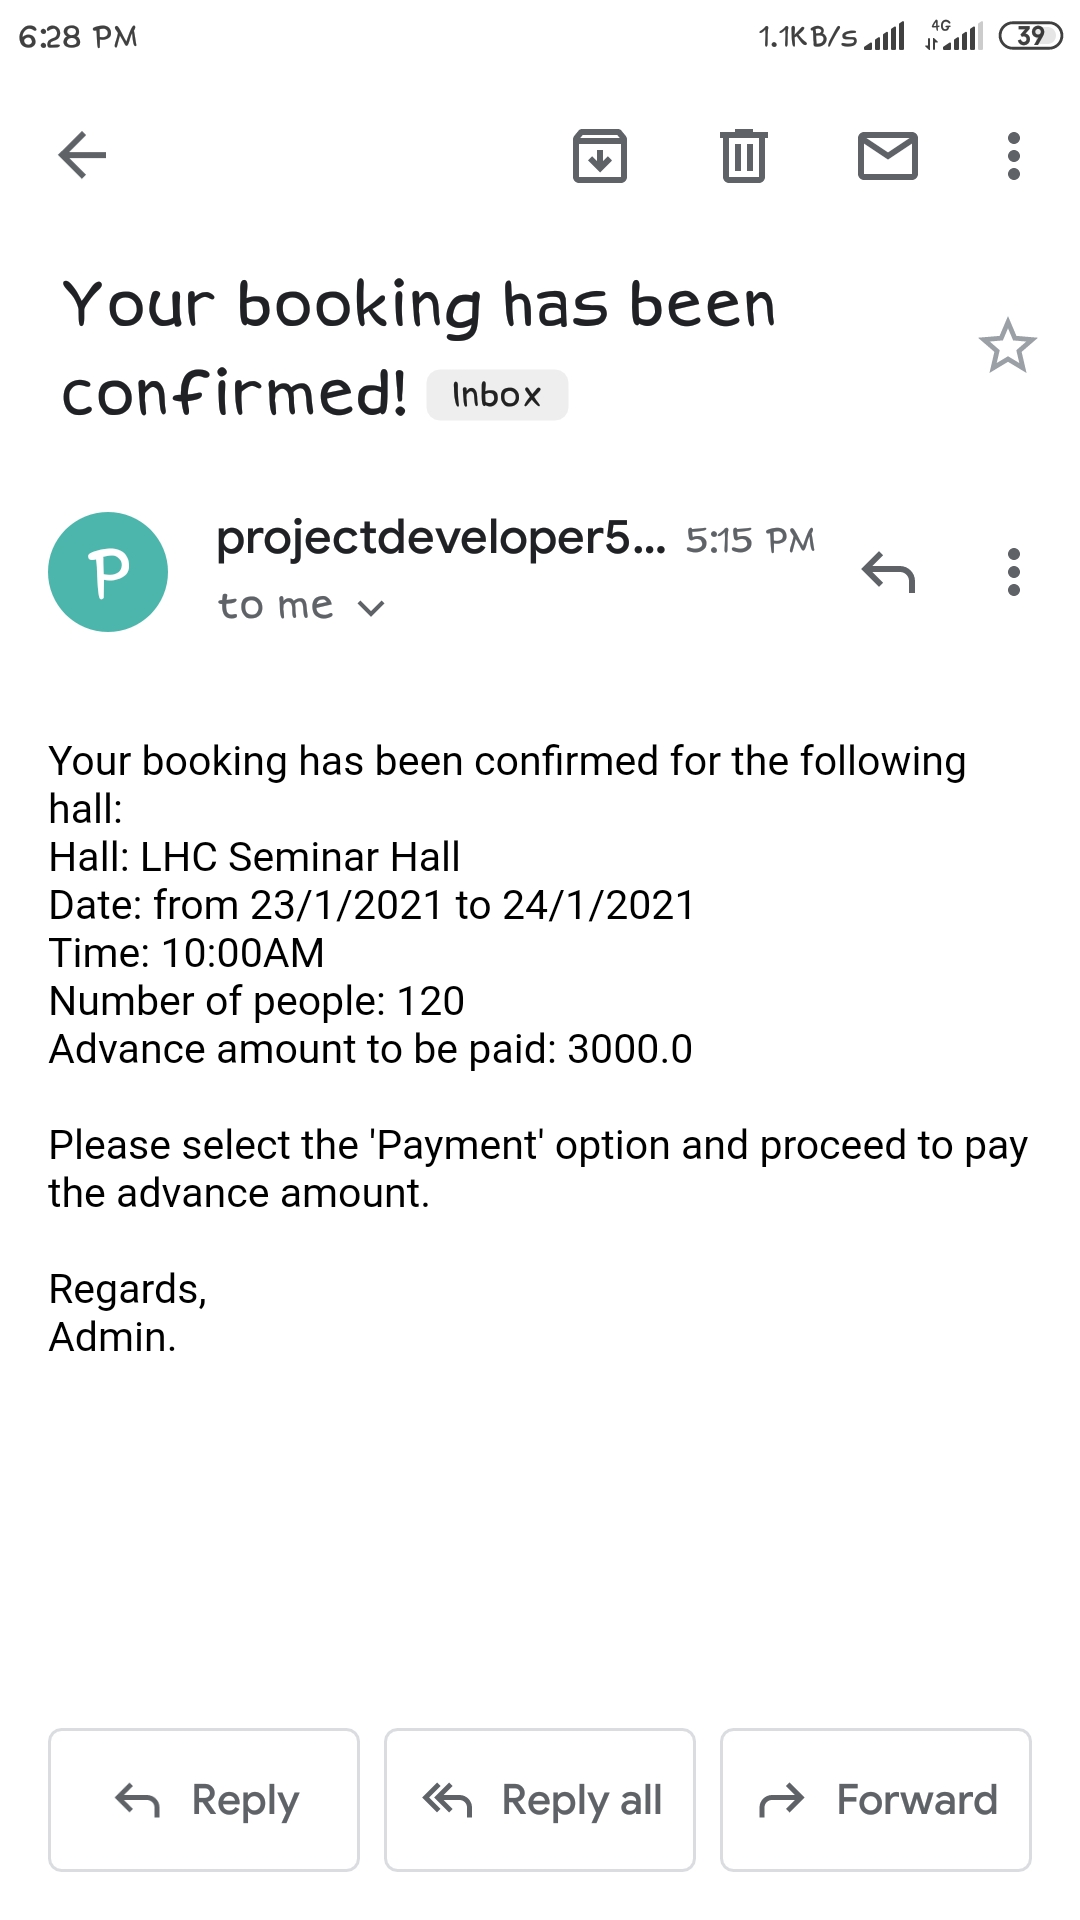 6:28 PM 1.1KB/s 4G 39
Your booking has been
confirmed! Inbox
P
projectdeveloper5... 5:15 PM
to me
Your booking has been confirmed for the following
hall:
Hall: LHC Seminar Hall
Date: from 23/1/2021 to 24/1/2021
Time: 10:00AM
Number of people: 120
Advance amount to be paid: 3000.0
Please select the 'Payment' option and proceed to pay
the advance amount.
Regards,
Admin.
Reply Reply all Forward